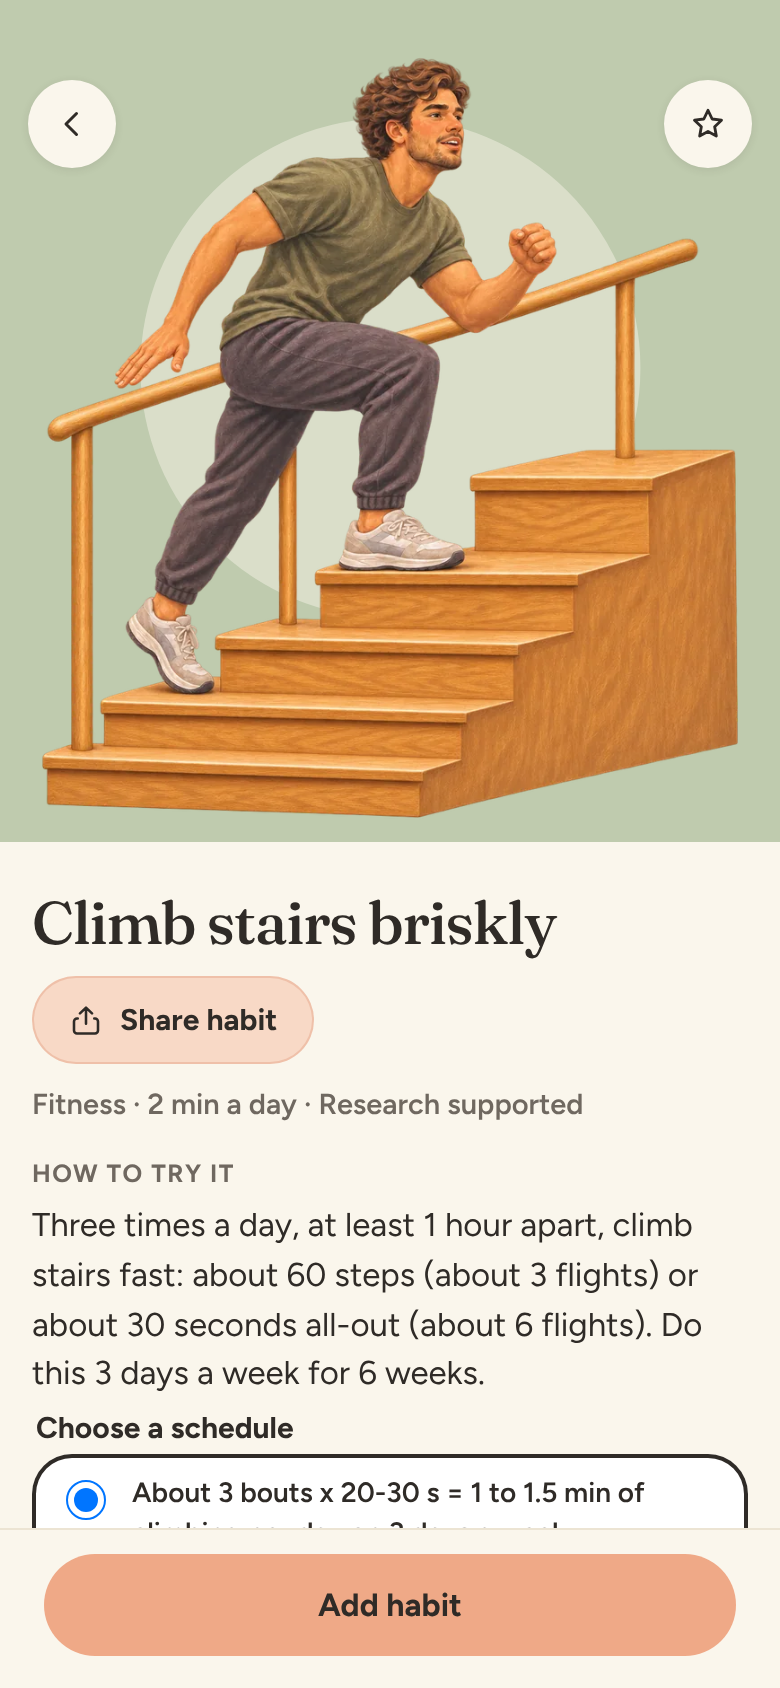 Climb stairs briskly
Share habit
Fitness · 2 min a day · Research supported
HOW TO TRY IT
Three times a day, at least 1 hour apart, climb
stairs fast: about 60 steps (about 3 flights) or
about 30 seconds all-out (about 6 flights). Do
this 3 days a week for 6 weeks.
Choose a schedule
About 3 bouts x 20-30 s = 1 to 1.5 min of
Add habit